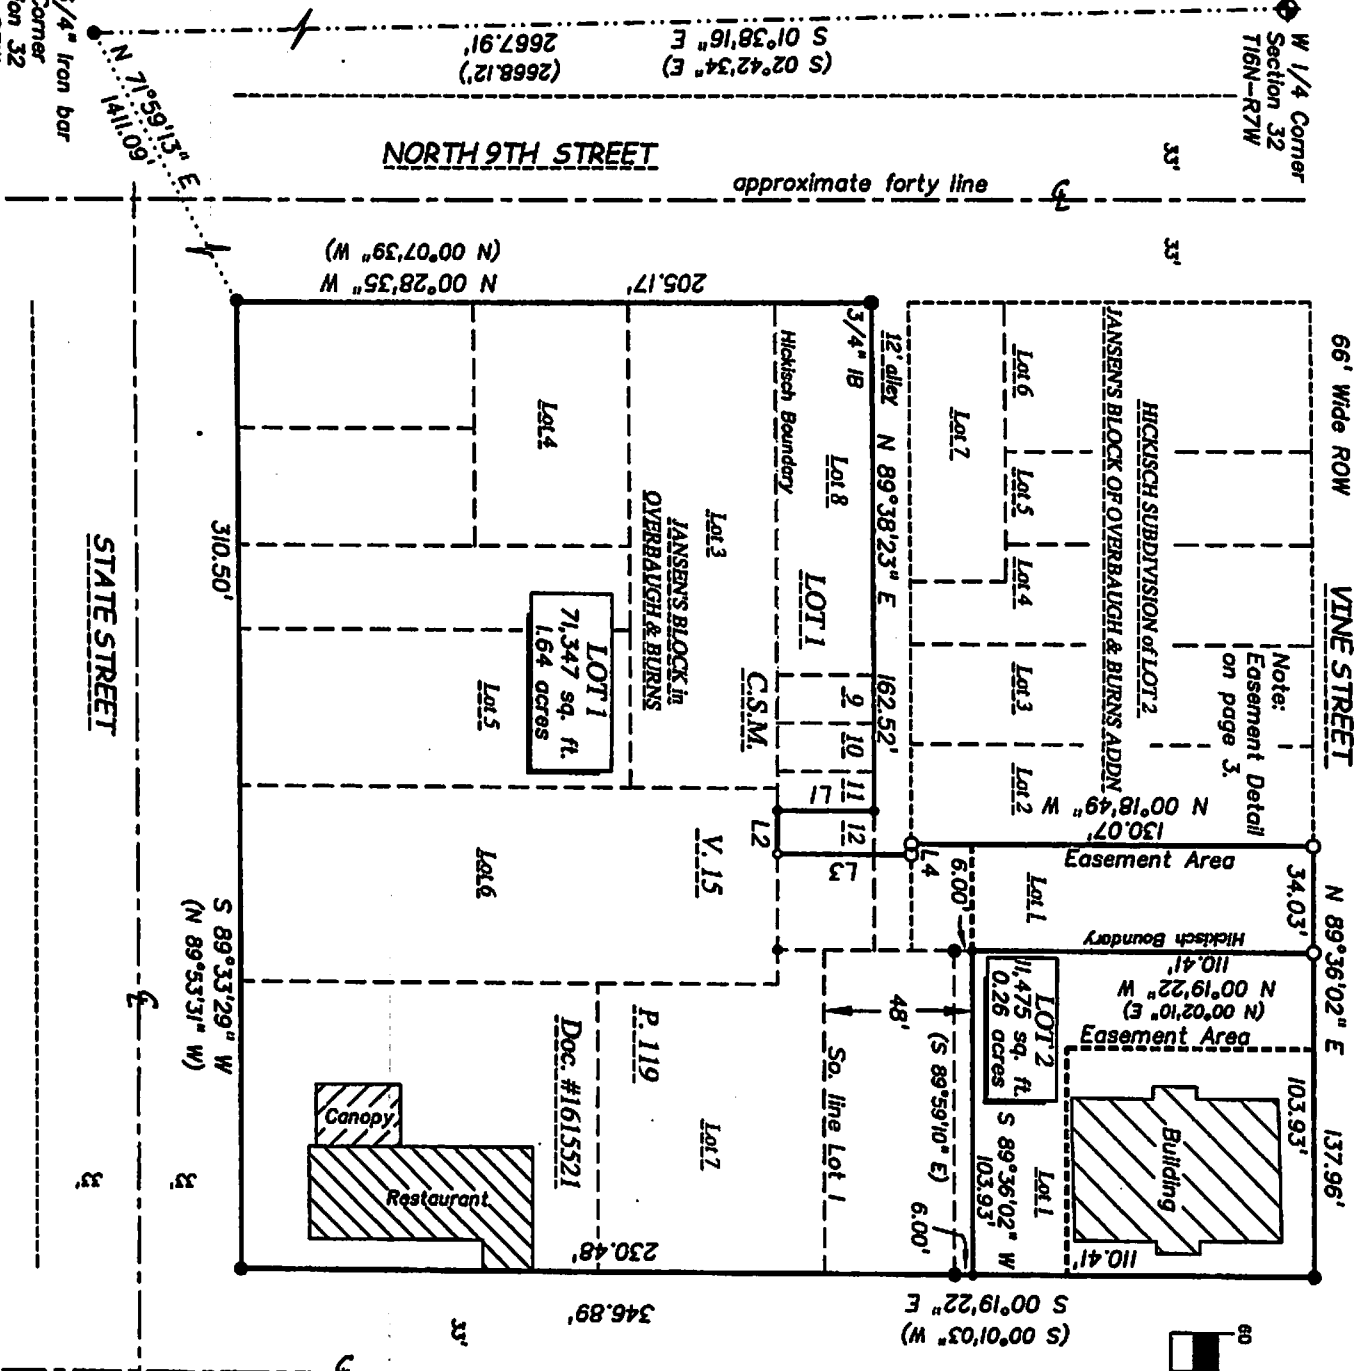 W 1/4 Corner
Section 32
T16N-R7W
S 01°38'16" E
2667.91'
(S 02°42'34" E)
(2668.12')
3/4" Iron bar
Corner
N 71°59'13" E
1411.09'
NORTH 9TH STREET
approximate forty line
33'
33'
66' Wide ROW
VINE STREET
N 89°36'02" E
137.96'
34.03'
103.93'
Note:
Easement Detail
on page 3.
HICKISCH SUBDIVISION of LOT 2
JANSEN'S BLOCK OF OVERBAUGH & BURNS ADDN
Lot 6
Lot 5
Lot 4
Lot 3
Lot 2
Lot 7
N 00°18'49" W
130.07'
Easement Area
Lot 1
Hickisch Boundary
110.41'
N 00°19'22" W
(N 00°02'10" E)
Easement Area
Building
110.41'
LOT 2
11,475 sq. ft.
0.26 acres
Lot 1
S 89°36'02" W
103.93'
(S 89°59'10" E)
6.00'
6.00'
48'
So. line Lot 1
S 00°19'22" E
(S 00°01'03" W)
60
(N 00°07'39" W)
N 00°28'35" W
205.17'
3/4" IB
12' alley
N 89°38'23" E
162.52'
Hickisch Boundary
Lot 8
LOT 1
9
10
11
12
L1
L2
L3
L4
C.S.M.
V. 15
P. 119
Doc. #1615521
Lot 3
JANSEN'S BLOCK in
OVERBAUGH & BURNS
Lot 4
LOT 1
71,347 sq. ft.
1.64 acres
Lot 5
Lot 6
Lot 7
Canopy
Restaurant
230.48'
346.89'
33'
310.50'
S 89°33'29" W
(N 89°53'31" W)
STATE STREET
33'
33'